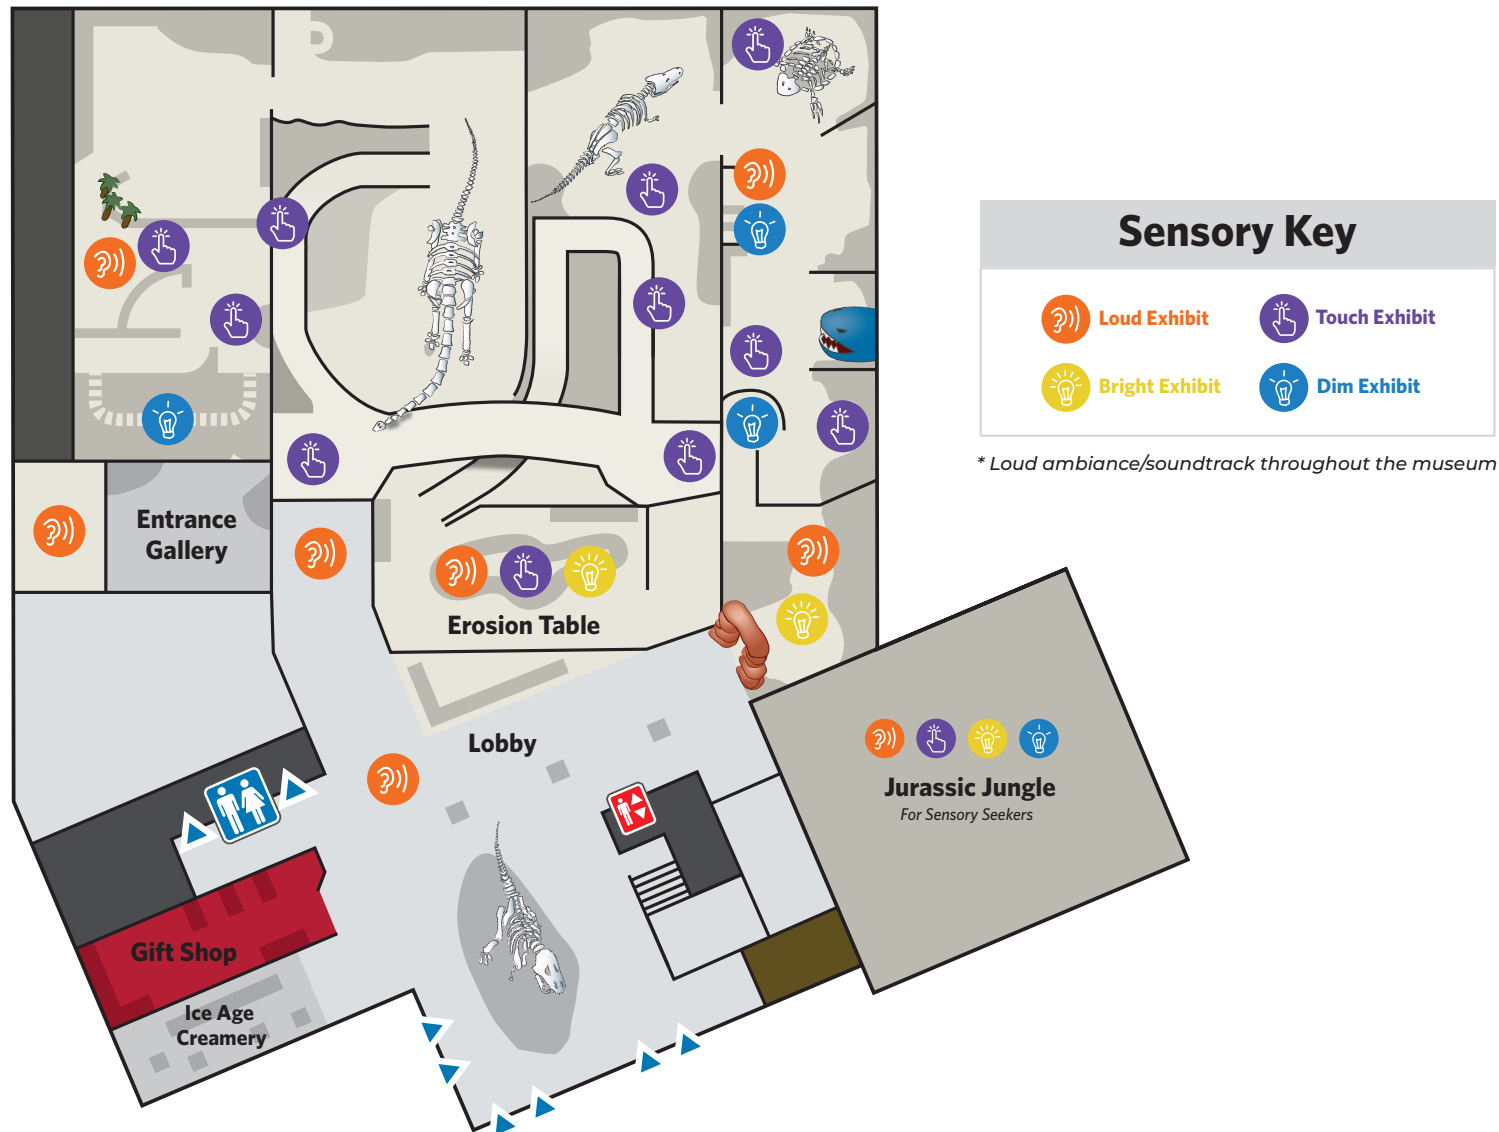 Sensory Key
Loud Exhibit
Touch Exhibit
Bright Exhibit
Dim Exhibit
* Loud ambiance/soundtrack throughout the museum
Entrance
Gallery
Erosion Table
Lobby
Jurassic Jungle
For Sensory Seekers
Gift Shop
Ice Age
Creamery